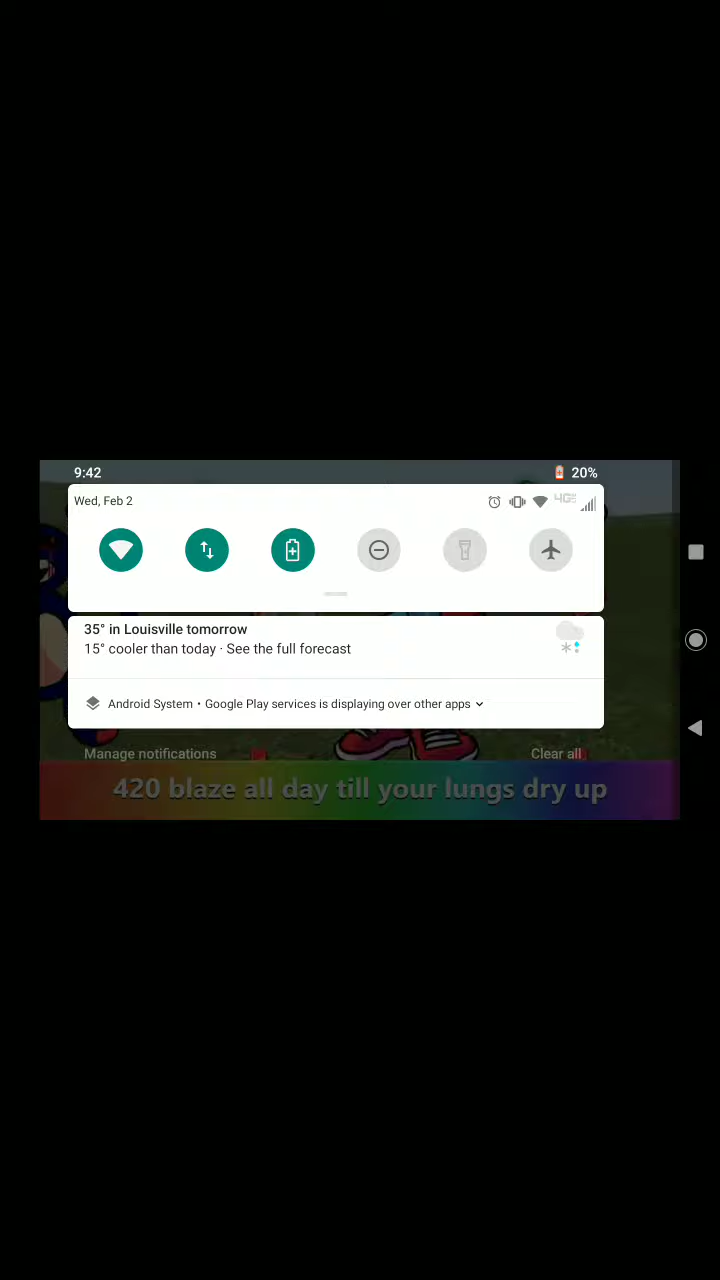 9:42
20%
Wed, Feb 2
4G
35° in Louisville tomorrow
15° cooler than today · See the full forecast
Android System • Google Play services is displaying over other apps
Manage notifications
Clear all
420 blaze all day till your lungs dry up